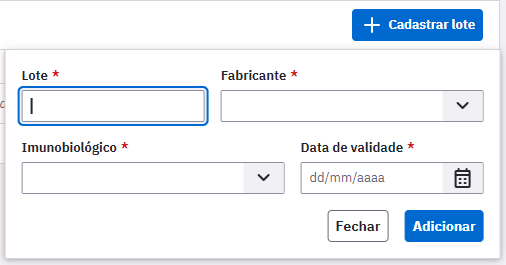 Cadastrar lote
Lote *
Fabricante *
Imunobiológico *
Data de validade *
dd/mm/aaaa
Fechar
Adicionar